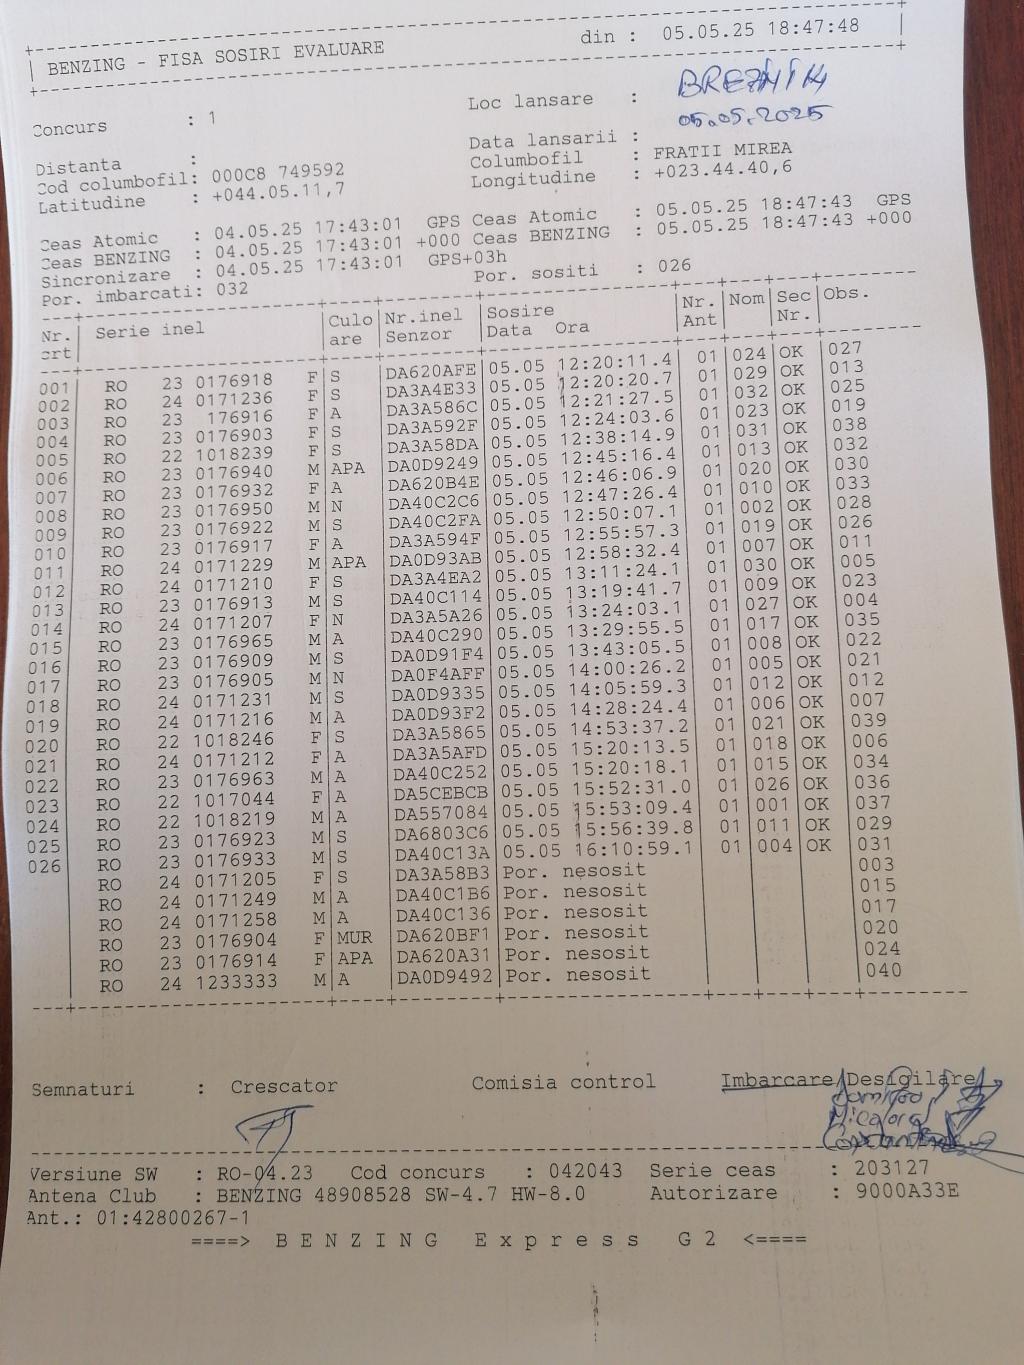 BENZING - FISA SOSIRI EVALUARE din : 05.05.25 18:47:48
Concurs : 1 Loc lansare : BREZNIK
05.05.2025
Distanta : Data lansarii :
Cod columbofil: 000C8 749592 Columbofil : FRATII MIREA
Latitudine : +044.05.11,7 Longitudine : +023.44.40,6
Ceas Atomic : 04.05.25 17:43:01 GPS Ceas Atomic : 05.05.25 18:47:43 GPS
Ceas BENZING : 04.05.25 17:43:01 +000 Ceas BENZING : 05.05.25 18:47:43 +000
Sincronizare : 04.05.25 17:43:01 GPS+03h
Por. imbarcati: 032 Por. sositi : 026
Nr. Serie inel Culo Nr.inel Sosire Nr. Nom Sec Obs.
crt are Senzor Data Ora Ant Nr.
001 RO 23 0176918 F S DA620AFE 05.05 12:20:11.4 01 024 OK 027
002 RO 24 0171236 F S DA3A4E33 05.05 12:20:20.7 01 029 OK 013
003 RO 23 176916 F A DA3A586C 05.05 12:21:27.5 01 032 OK 025
004 RO 23 0176903 F S DA3A592F 05.05 12:24:03.6 01 023 OK 019
005 RO 22 1018239 F S DA3A58DA 05.05 12:38:14.9 01 031 OK 038
006 RO 23 0176940 M APA DA0D9249 05.05 12:45:16.4 01 013 OK 032
007 RO 23 0176932 F A DA620B4E 05.05 12:46:06.9 01 020 OK 030
008 RO 23 0176950 M N DA40C2C6 05.05 12:47:26.4 01 010 OK 033
009 RO 23 0176922 M S DA40C2FA 05.05 12:50:07.1 01 002 OK 028
010 RO 23 0176917 F A DA3A594F 05.05 12:55:57.3 01 019 OK 026
011 RO 24 0171229 M APA DA0D93AB 05.05 12:58:32.4 01 007 OK 011
012 RO 24 0171210 F S DA3A4EA2 05.05 13:11:24.1 01 030 OK 005
013 RO 23 0176913 M S DA40C114 05.05 13:19:41.7 01 009 OK 023
014 RO 24 0171207 F N DA3A5A26 05.05 13:24:03.1 01 027 OK 004
015 RO 23 0176965 M A DA40C290 05.05 13:29:55.5 01 017 OK 035
016 RO 23 0176909 M S DA0D91F4 05.05 13:43:05.5 01 008 OK 022
017 RO 23 0176905 M N DA0F4AFF 05.05 14:00:26.2 01 005 OK 021
018 RO 24 0171231 M S DA0D9335 05.05 14:05:59.3 01 012 OK 012
019 RO 24 0171216 M A DA0D93F2 05.05 14:28:24.4 01 006 OK 007
020 RO 22 1018246 F S DA3A5865 05.05 14:53:37.2 01 021 OK 039
021 RO 24 0171212 F A DA3A5AFD 05.05 15:20:13.5 01 018 OK 006
022 RO 23 0176963 M A DA40C252 05.05 15:20:18.1 01 015 OK 034
023 RO 22 1017044 F A DA5CEBCB 05.05 15:52:31.0 01 026 OK 036
024 RO 22 1018219 M A DA557084 05.05 15:53:09.4 01 001 OK 037
025 RO 23 0176923 M S DA6803C6 05.05 15:56:39.8 01 011 OK 029
026 RO 23 0176933 M S DA40C13A 05.05 16:10:59.1 01 004 OK 031
RO 24 0171205 F S DA3A58B3 Por. nesosit 003
RO 24 0171249 M A DA40C1B6 Por. nesosit 015
RO 24 0171258 M A DA40C136 Por. nesosit 017
RO 23 0176904 F MUR DA620BF1 Por. nesosit 020
RO 23 0176914 F APA DA620A31 Por. nesosit 024
RO 24 1233333 M A DA0D9492 Por. nesosit 040
Semnaturi : Crescator Comisia control Imbarcare/Desigilare
Versiune SW : RO-04.23 Cod concurs : 042043 Serie ceas : 203127
Antena Club : BENZING 48908528 SW-4.7 HW-8.0 Autorizare : 9000A33E
Ant.: 01:42800267-1
====> B E N Z I N G E x p r e s s G 2 <====